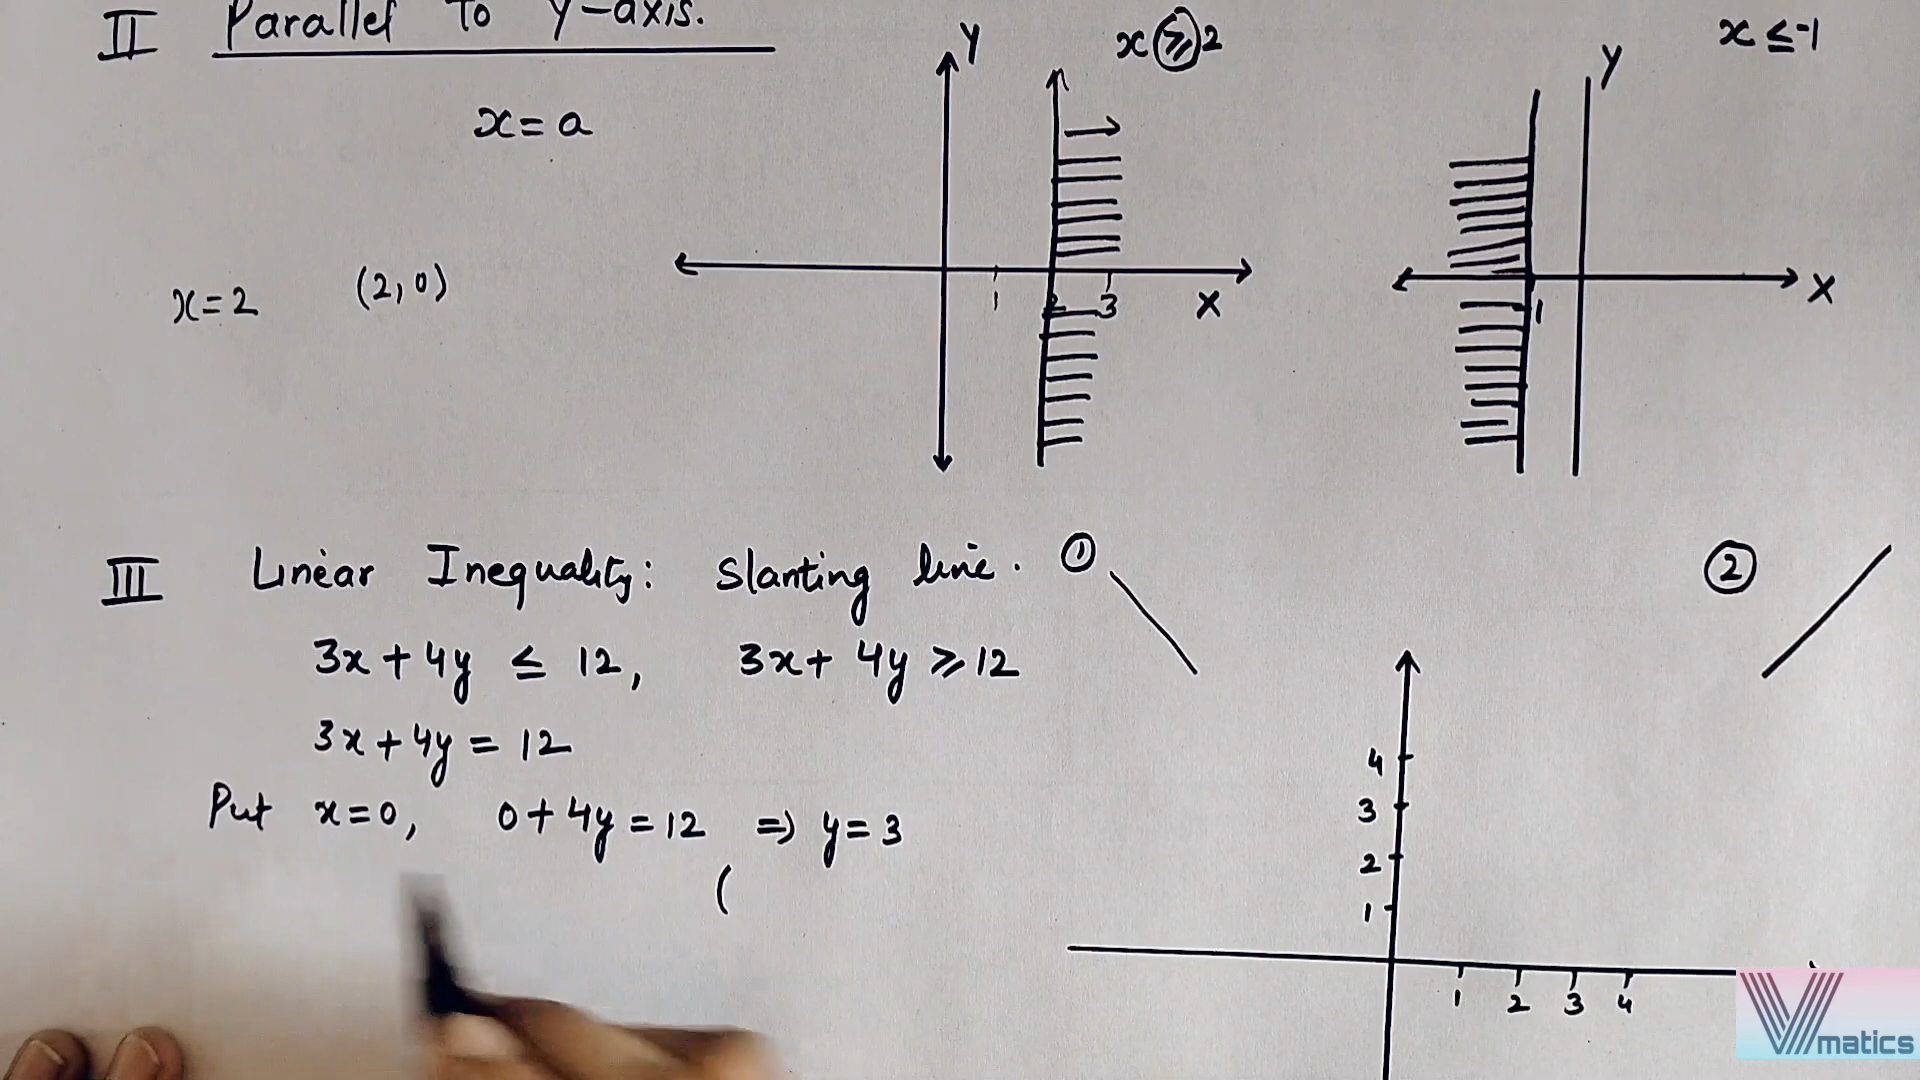 II Parallel To Y-axis.
x = a
x = 2 (2, 0)
Y
x ≥ 2
1 2 3 X
x ≤ -1
Y
-1 X
III Linear Inequality: Slanting line. ① ②
3x + 4y ≤ 12, 3x + 4y ≥ 12
3x + 4y = 12
Put x = 0, 0 + 4y = 12 ⇒ y = 3
(
4
3
2
1
1 2 3 4
Vmatics